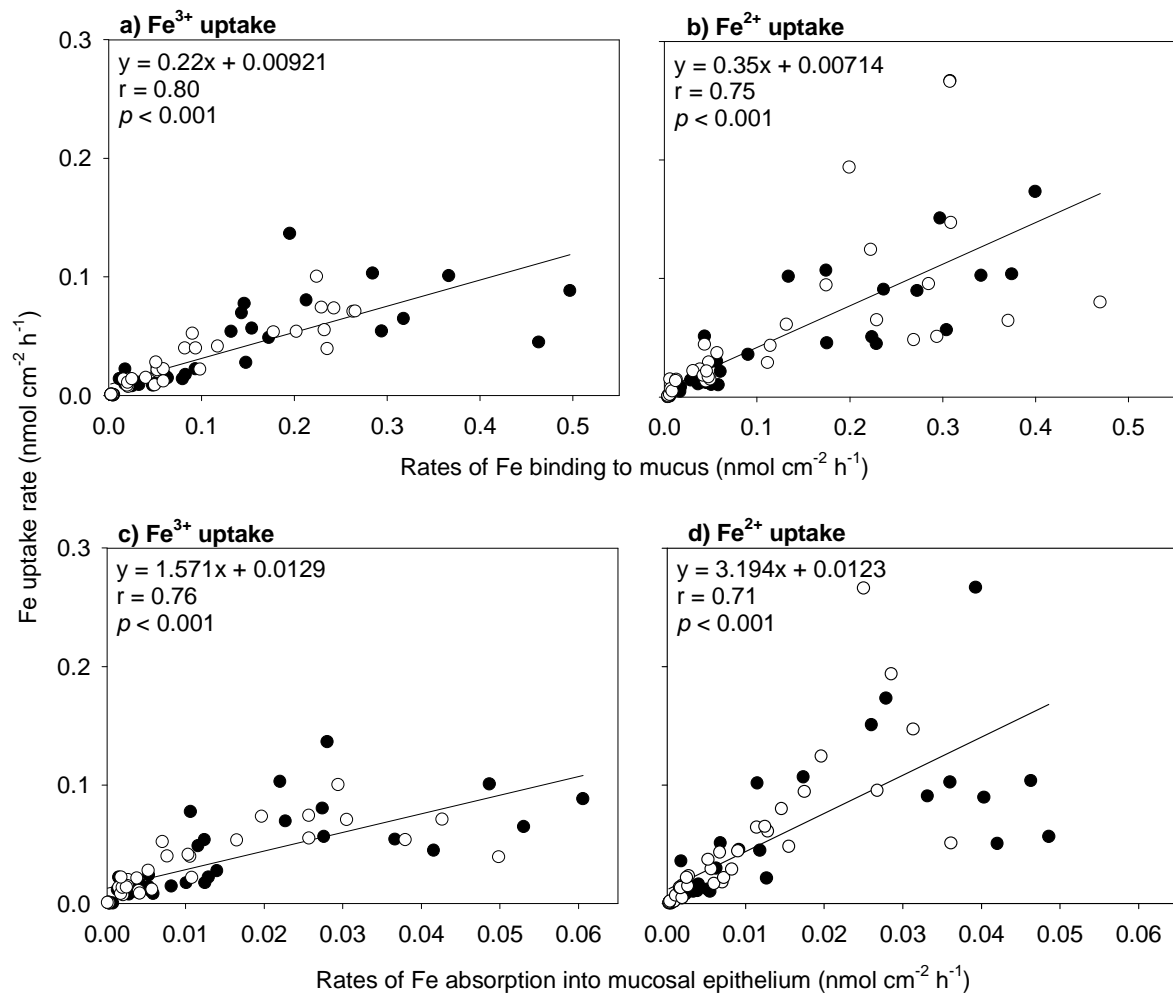 a) Fe³⁺ uptake
y = 0.22x + 0.00921
r = 0.80
p < 0.001
b) Fe²⁺ uptake
y = 0.35x + 0.00714
r = 0.75
p < 0.001
0.3
0.2
0.1
0.0
0.0 0.1 0.2 0.3 0.4 0.5
0.0 0.1 0.2 0.3 0.4 0.5
Rates of Fe binding to mucus (nmol cm⁻² h⁻¹)
Fe uptake rate (nmol cm⁻² h⁻¹)
c) Fe³⁺ uptake
y = 1.571x + 0.0129
r = 0.76
p < 0.001
d) Fe²⁺ uptake
y = 3.194x + 0.0123
r = 0.71
p < 0.001
0.3
0.2
0.1
0.0
0.00 0.01 0.02 0.03 0.04 0.05 0.06
0.00 0.01 0.02 0.03 0.04 0.05 0.06
Rates of Fe absorption into mucosal epithelium (nmol cm⁻² h⁻¹)